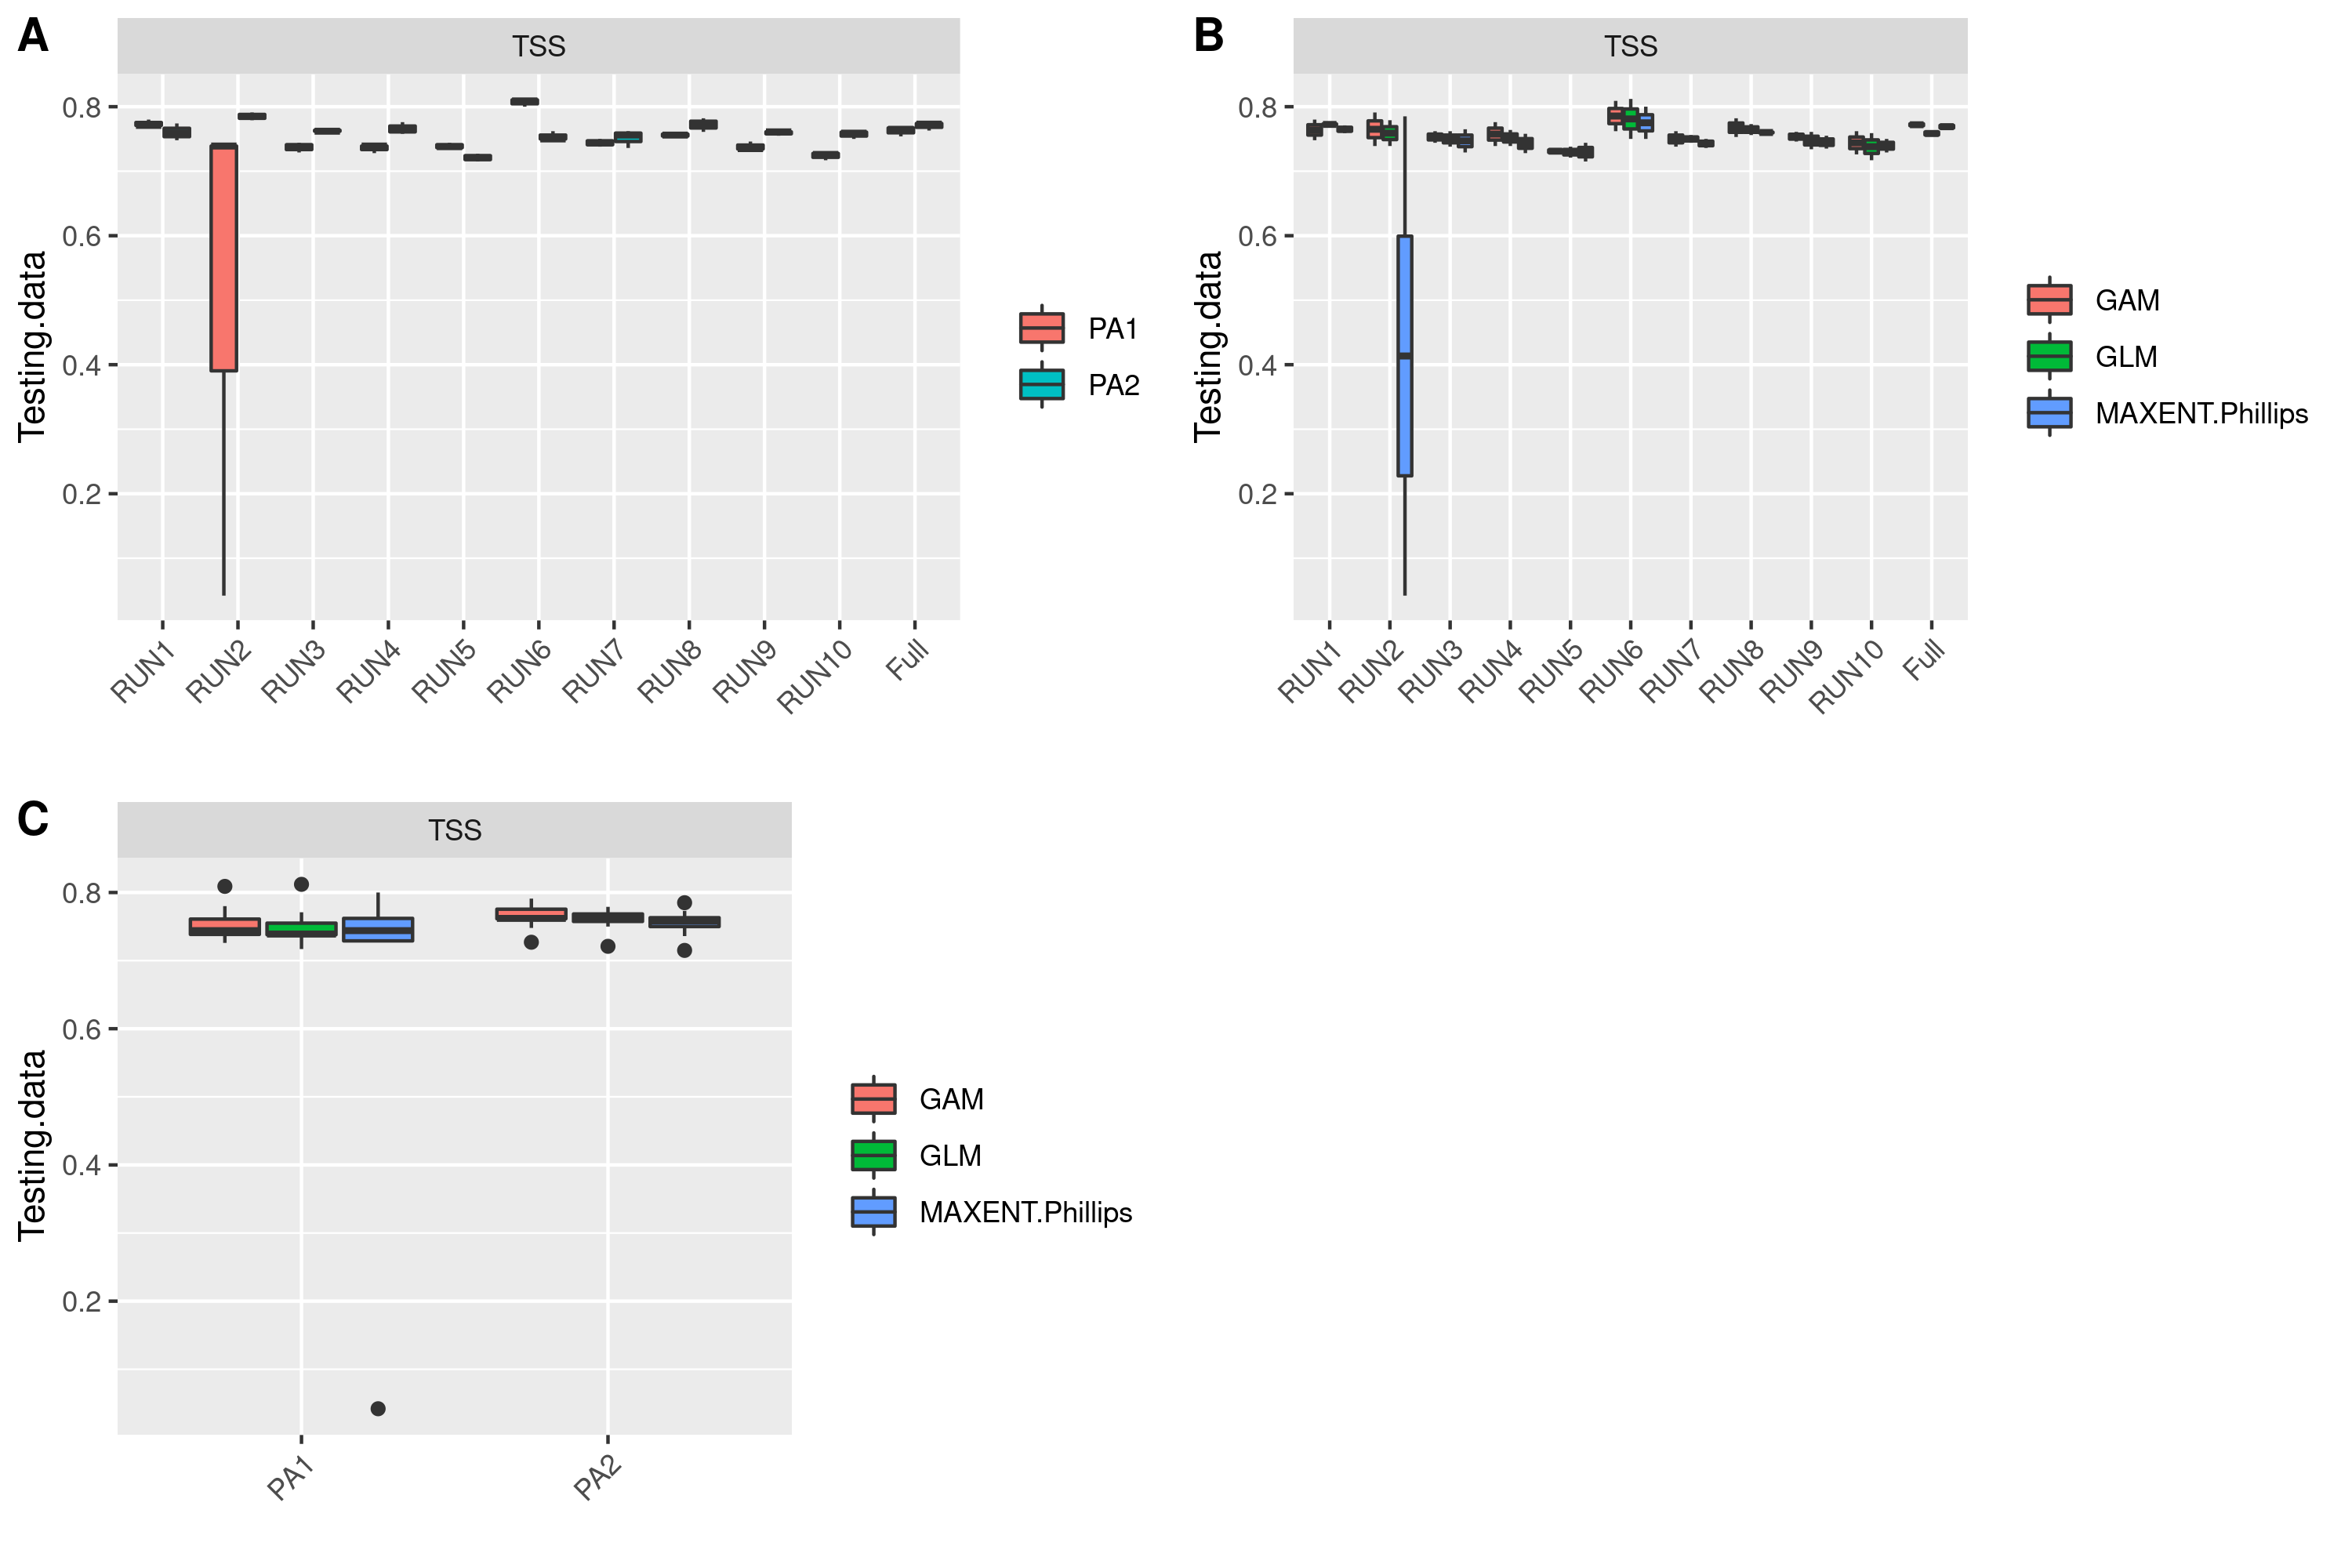 A
TSS
Testing.data
0.8
0.6
0.4
0.2
RUN1
RUN2
RUN3
RUN4
RUN5
RUN6
RUN7
RUN8
RUN9
RUN10
Full
PA1
PA2
B
TSS
Testing.data
0.8
0.6
0.4
0.2
RUN1
RUN2
RUN3
RUN4
RUN5
RUN6
RUN7
RUN8
RUN9
RUN10
Full
GAM
GLM
MAXENT.Phillips
C
TSS
Testing.data
0.8
0.6
0.4
0.2
PA1
PA2
GAM
GLM
MAXENT.Phillips